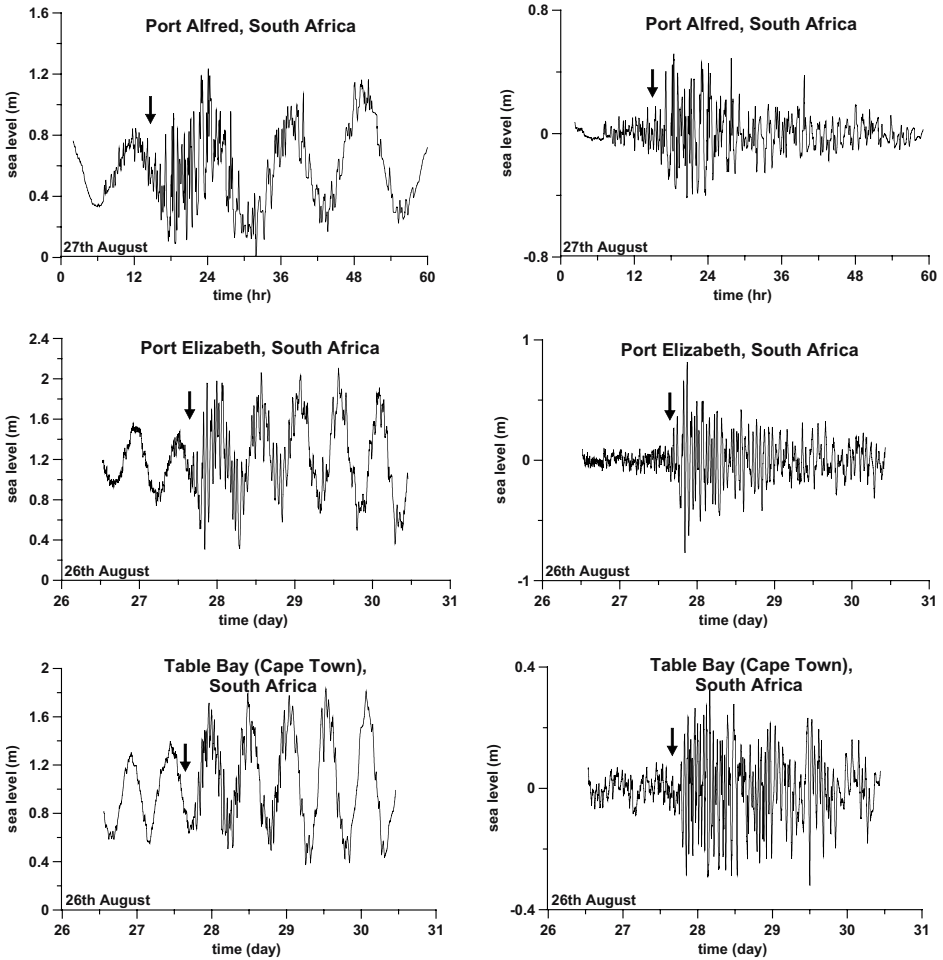 Port Alfred, South Africa
1.6
1.2
0.8
0.4
0
sea level (m)
27th August
0 12 24 36 48 60
time (hr)
Port Alfred, South Africa
0.8
0
-0.8
sea level (m)
27th August
0 12 24 36 48 60
time (hr)
Port Elizabeth, South Africa
2.4
2
1.6
1.2
0.8
0.4
0
sea level (m)
26th August
26 27 28 29 30 31
time (day)
Port Elizabeth, South Africa
1
0
-1
sea level (m)
26th August
26 27 28 29 30 31
time (day)
Table Bay (Cape Town),
South Africa
2
1.6
1.2
0.8
0.4
0
sea level (m)
26th August
26 27 28 29 30 31
time (day)
Table Bay (Cape Town),
South Africa
0.4
0
-0.4
sea level (m)
26th August
26 27 28 29 30 31
time (day)